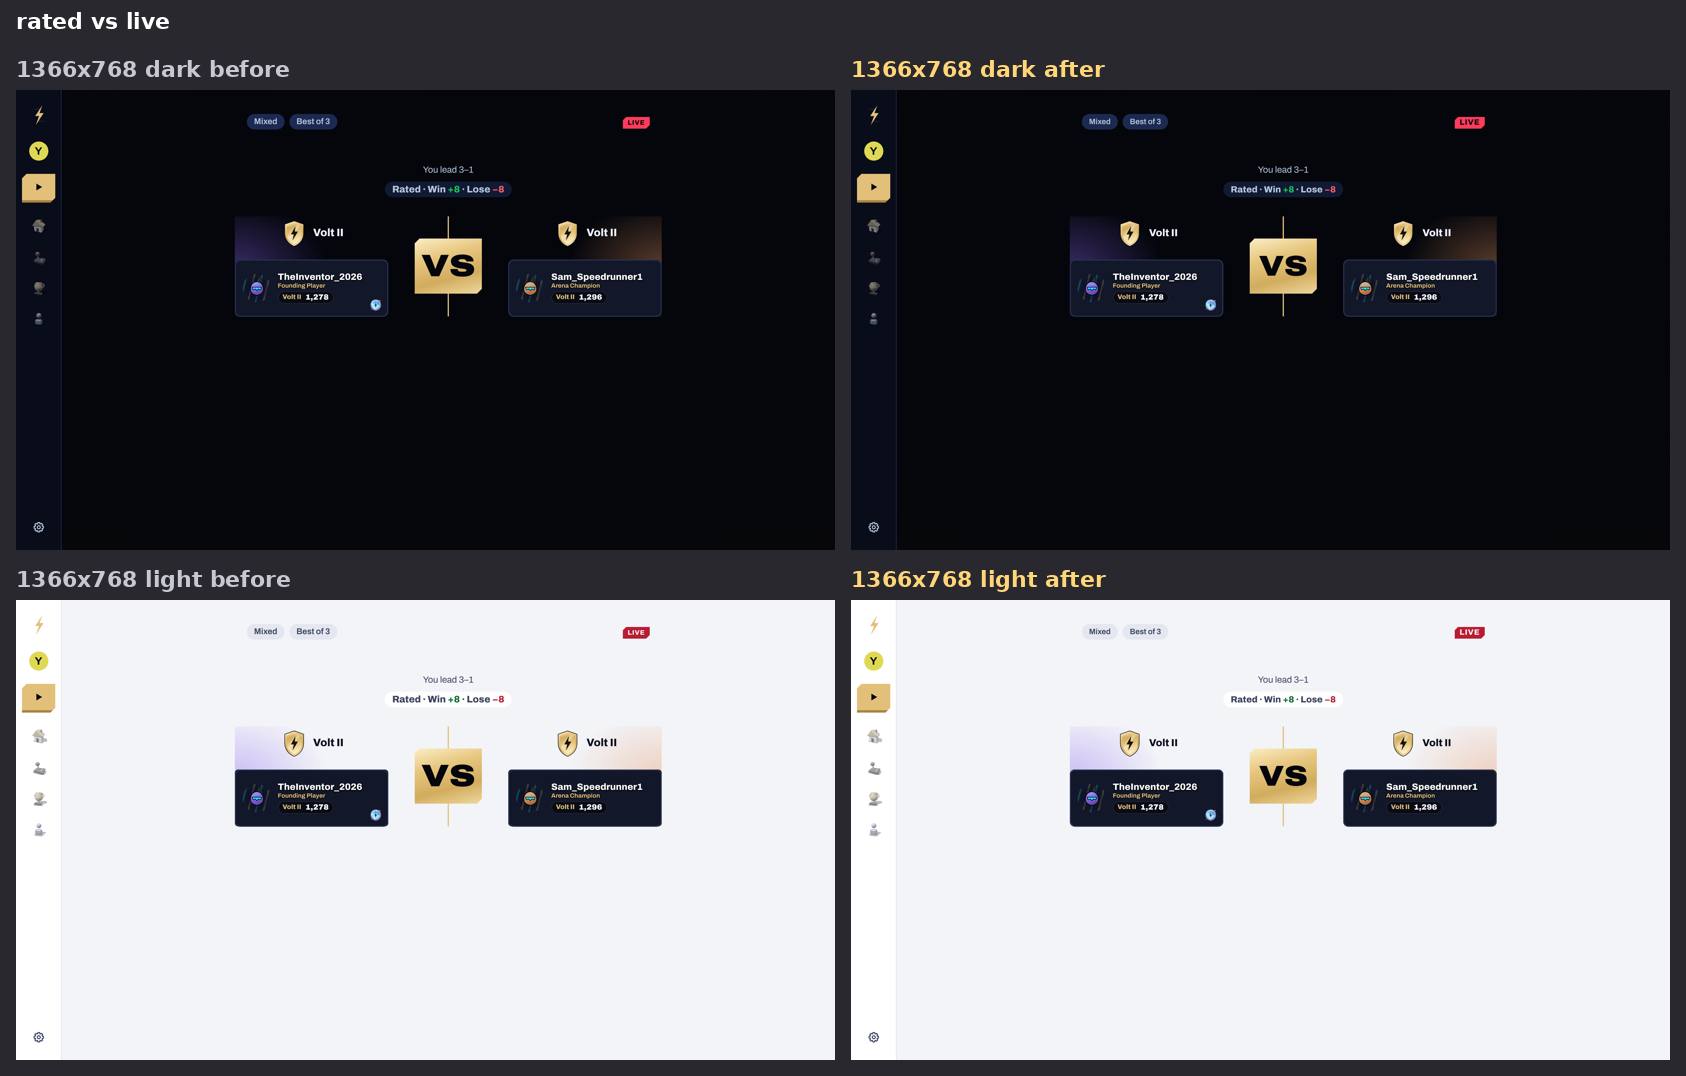 rated vs live
1366x768 dark before
1366x768 dark after
Mixed
Best of 3
LIVE
Y
You lead 3–1
Rated · Win +8 · Lose −8
Volt II
Volt II
VS
TheInventor_2026
Founding Player
Volt II 1,278
Sam_Speedrunner1
Arena Champion
Volt II 1,296
Mixed
Best of 3
LIVE
Y
You lead 3–1
Rated · Win +8 · Lose −8
Volt II
Volt II
VS
TheInventor_2026
Founding Player
Volt II 1,278
Sam_Speedrunner1
Arena Champion
Volt II 1,296
1366x768 light before
1366x768 light after
Mixed
Best of 3
LIVE
Y
You lead 3–1
Rated · Win +8 · Lose −8
Volt II
Volt II
VS
TheInventor_2026
Founding Player
Volt II 1,278
Sam_Speedrunner1
Arena Champion
Volt II 1,296
Mixed
Best of 3
LIVE
Y
You lead 3–1
Rated · Win +8 · Lose −8
Volt II
Volt II
VS
TheInventor_2026
Founding Player
Volt II 1,278
Sam_Speedrunner1
Arena Champion
Volt II 1,296